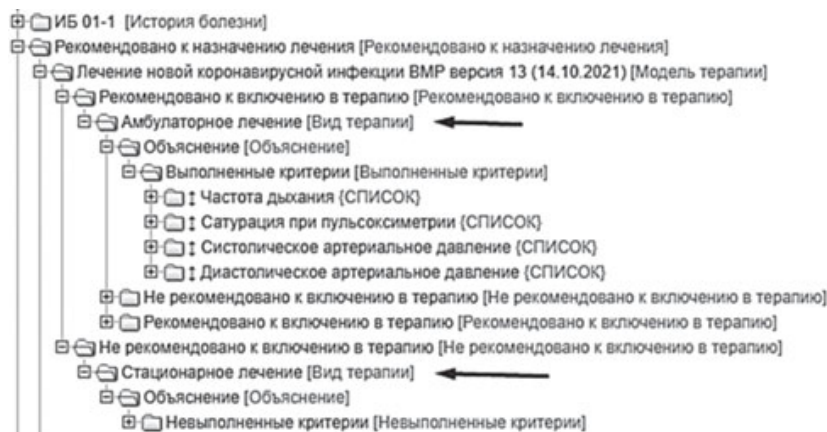 ИБ 01-1 [История болезни]
Рекомендовано к назначению лечения [Рекомендовано к назначению лечения]
Лечение новой коронавирусной инфекции ВМР версия 13 (14.10.2021) [Модель терапии]
Рекомендовано к включению в терапию [Рекомендовано к включению в терапию]
Амбулаторное лечение [Вид терапии]
Объяснение [Объяснение]
Выполненные критерии [Выполненные критерии]
Частота дыхания {СПИСОК}
Сатурация при пульсоксиметрии {СПИСОК}
Систолическое артериальное давление {СПИСОК}
Диастолическое артериальное давление {СПИСОК}
Не рекомендовано к включению в терапию [Не рекомендовано к включению в терапию]
Рекомендовано к включению в терапию [Рекомендовано к включению в терапию]
Не рекомендовано к включению в терапию [Не рекомендовано к включению в терапию]
Стационарное лечение [Вид терапии]
Объяснение [Объяснение]
Невыполненные критерии [Невыполненные критерии]